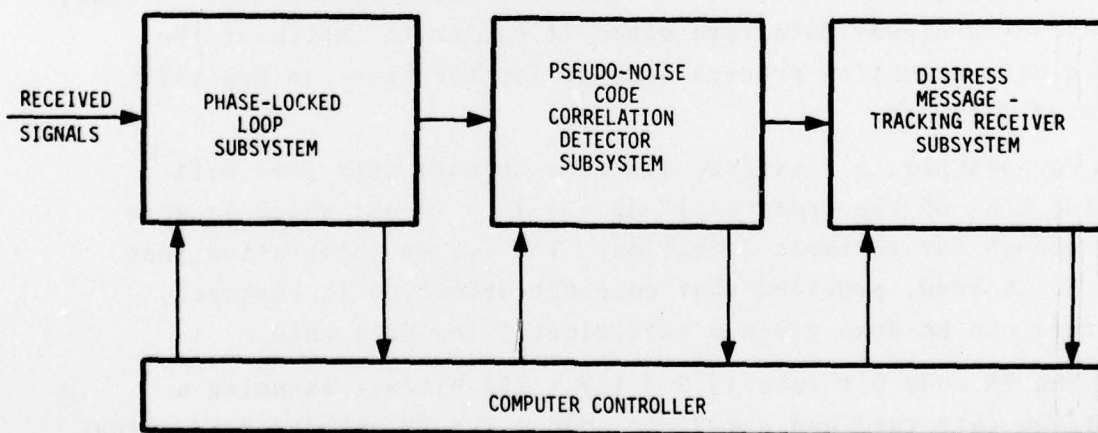 RECEIVED
SIGNALS
PHASE-LOCKED
LOOP
SUBSYSTEM
PSEUDO-NOISE
CODE
CORRELATION
DETECTOR
SUBSYSTEM
DISTRESS
MESSAGE -
TRACKING RECEIVER
SUBSYSTEM
COMPUTER CONTROLLER